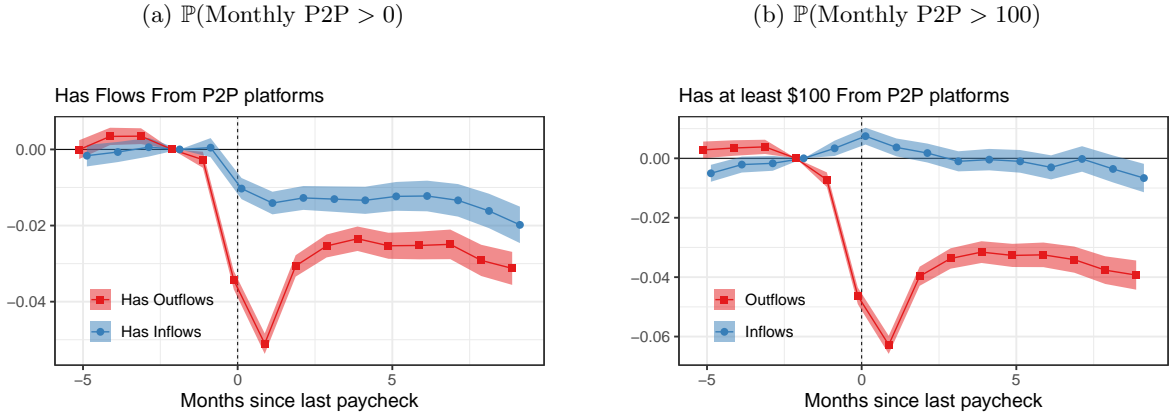 (a) ℙ(Monthly P2P > 0)
Has Flows From P2P platforms
0.00
−0.02
−0.04
Has Outflows
Has Inflows
−5
0
5
Months since last paycheck
(b) ℙ(Monthly P2P > 100)
Has at least $100 From P2P platforms
0.00
−0.02
−0.04
−0.06
Outflows
Inflows
−5
0
5
Months since last paycheck